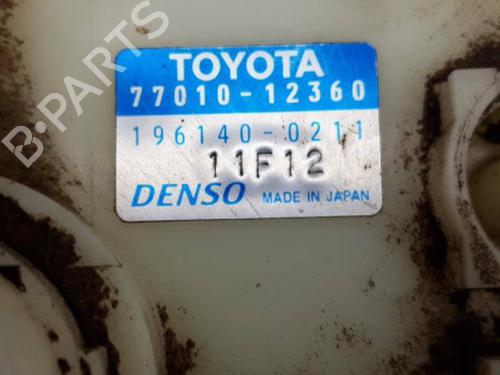 TOYOTA
77010-12360
196140-0211
11F12
DENSO MADE IN JAPAN
B-PARTS